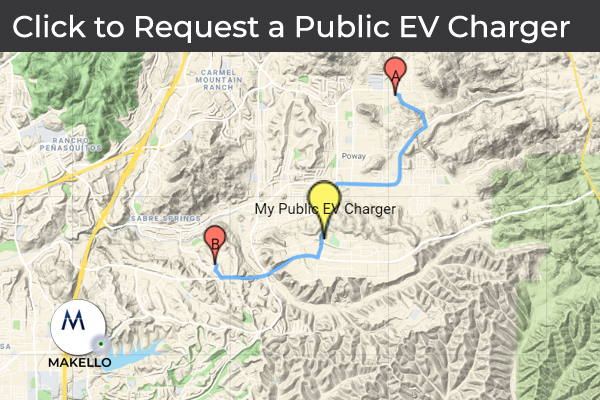 Click to Request a Public EV Charger
A
CARMEL
MOUNTAIN
RANCH
RANCHO
PEÑASQUITOS
Poway
My Public EV Charger
SABRE SPRINGS
B
M
SA
MAKELLO